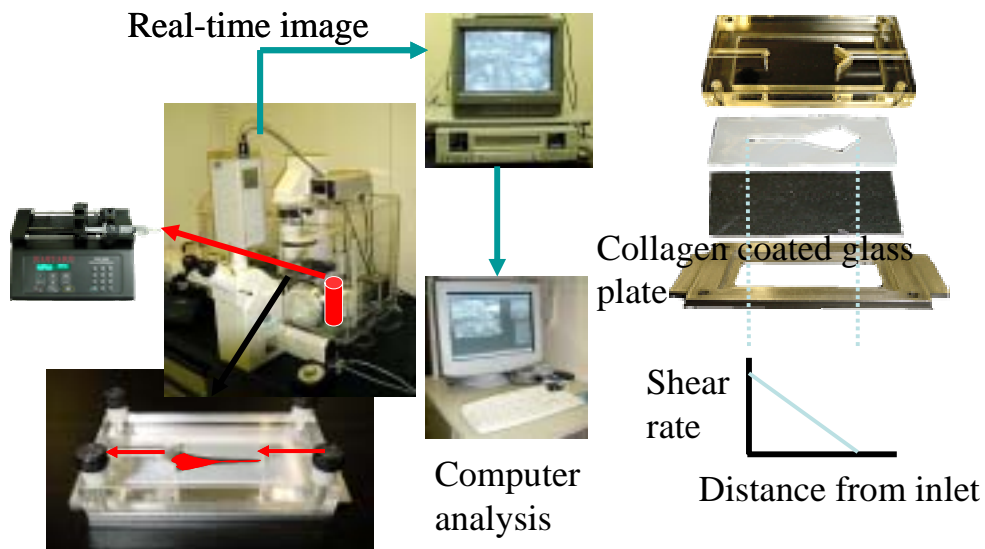 Real-time image
Collagen coated glass
plate
Shear
rate
Computer
analysis
Distance from inlet